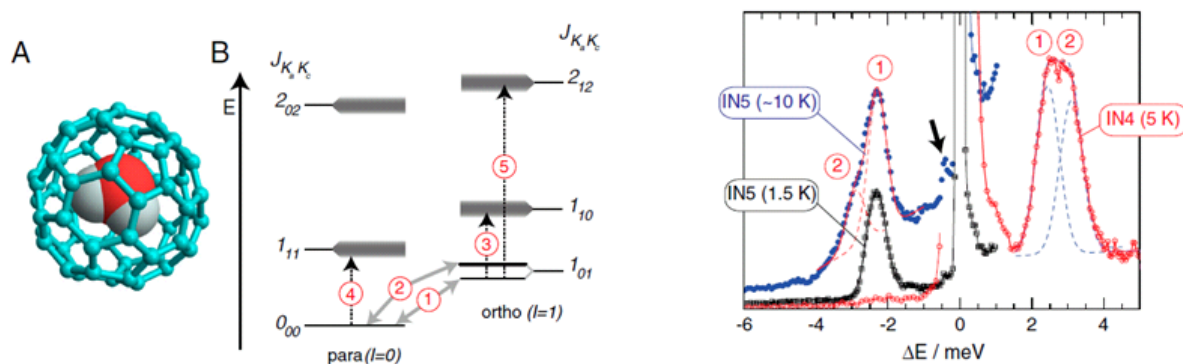 A
B
E
J_{K_a K_c}
2_{02}
1_{11}
0_{00}
para (I=0)
4
2
1
3
5
J_{K_a K_c}
2_{12}
1_{10}
1_{01}
ortho (I=1)
1
IN5 (~10 K)
2
IN5 (1.5 K)
1 2
IN4 (5 K)
-6 -4 -2 0 2 4
ΔE / meV